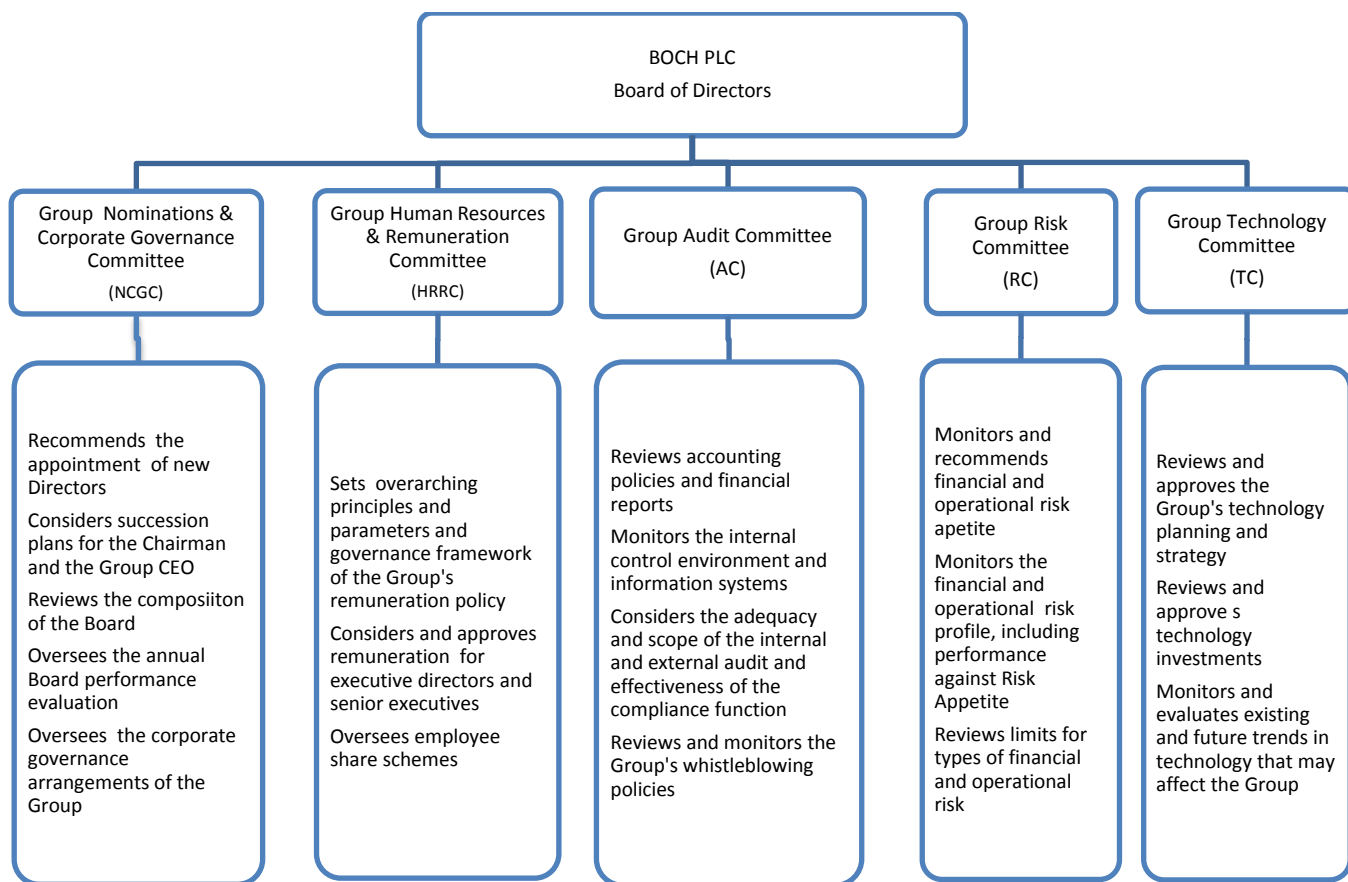 BOCH PLC
Board of Directors
Group  Nominations &
Corporate Governance
Committee
(NCGC)
Group Human Resources
& Remuneration
Committee
(HRRC)
Group Audit Committee
(AC)
Group Risk
Committee
(RC)
Group Technology
Committee
(TC)
Recommends  the
appointment  of new
Directors
Considers succession
plans for the Chairman
and the Group CEO
Reviews the composiiton
of the Board
Oversees the annual
Board performance
evaluation
Oversees  the corporate
governance
arrangements of the
Group
Sets  overarching
principles and
parameters and
governance framework
of the Group's
remuneration policy
Considers and approves
remuneration  for
executive directors and
senior executives
Oversees employee
share schemes
Reviews accounting
policies and financial
reports
Monitors the internal
control environment and
information systems
Considers the adequacy
and scope of the internal
and external audit and
effectiveness of the
compliance function
Reviews and monitors the
Group's whistleblowing
policies
Monitors and
recommends
financial and
operational risk
apetite
Monitors the
financial and
operational  risk
profile, including
performance
against Risk
Appetite
Reviews limits for
types of financial
and operational
risk
Reviews and
approves the
Group's technology
planning and
strategy
Reviews and
approve s
technology
investments
Monitors and
evaluates existing
and future trends in
technology that may
affect the Group